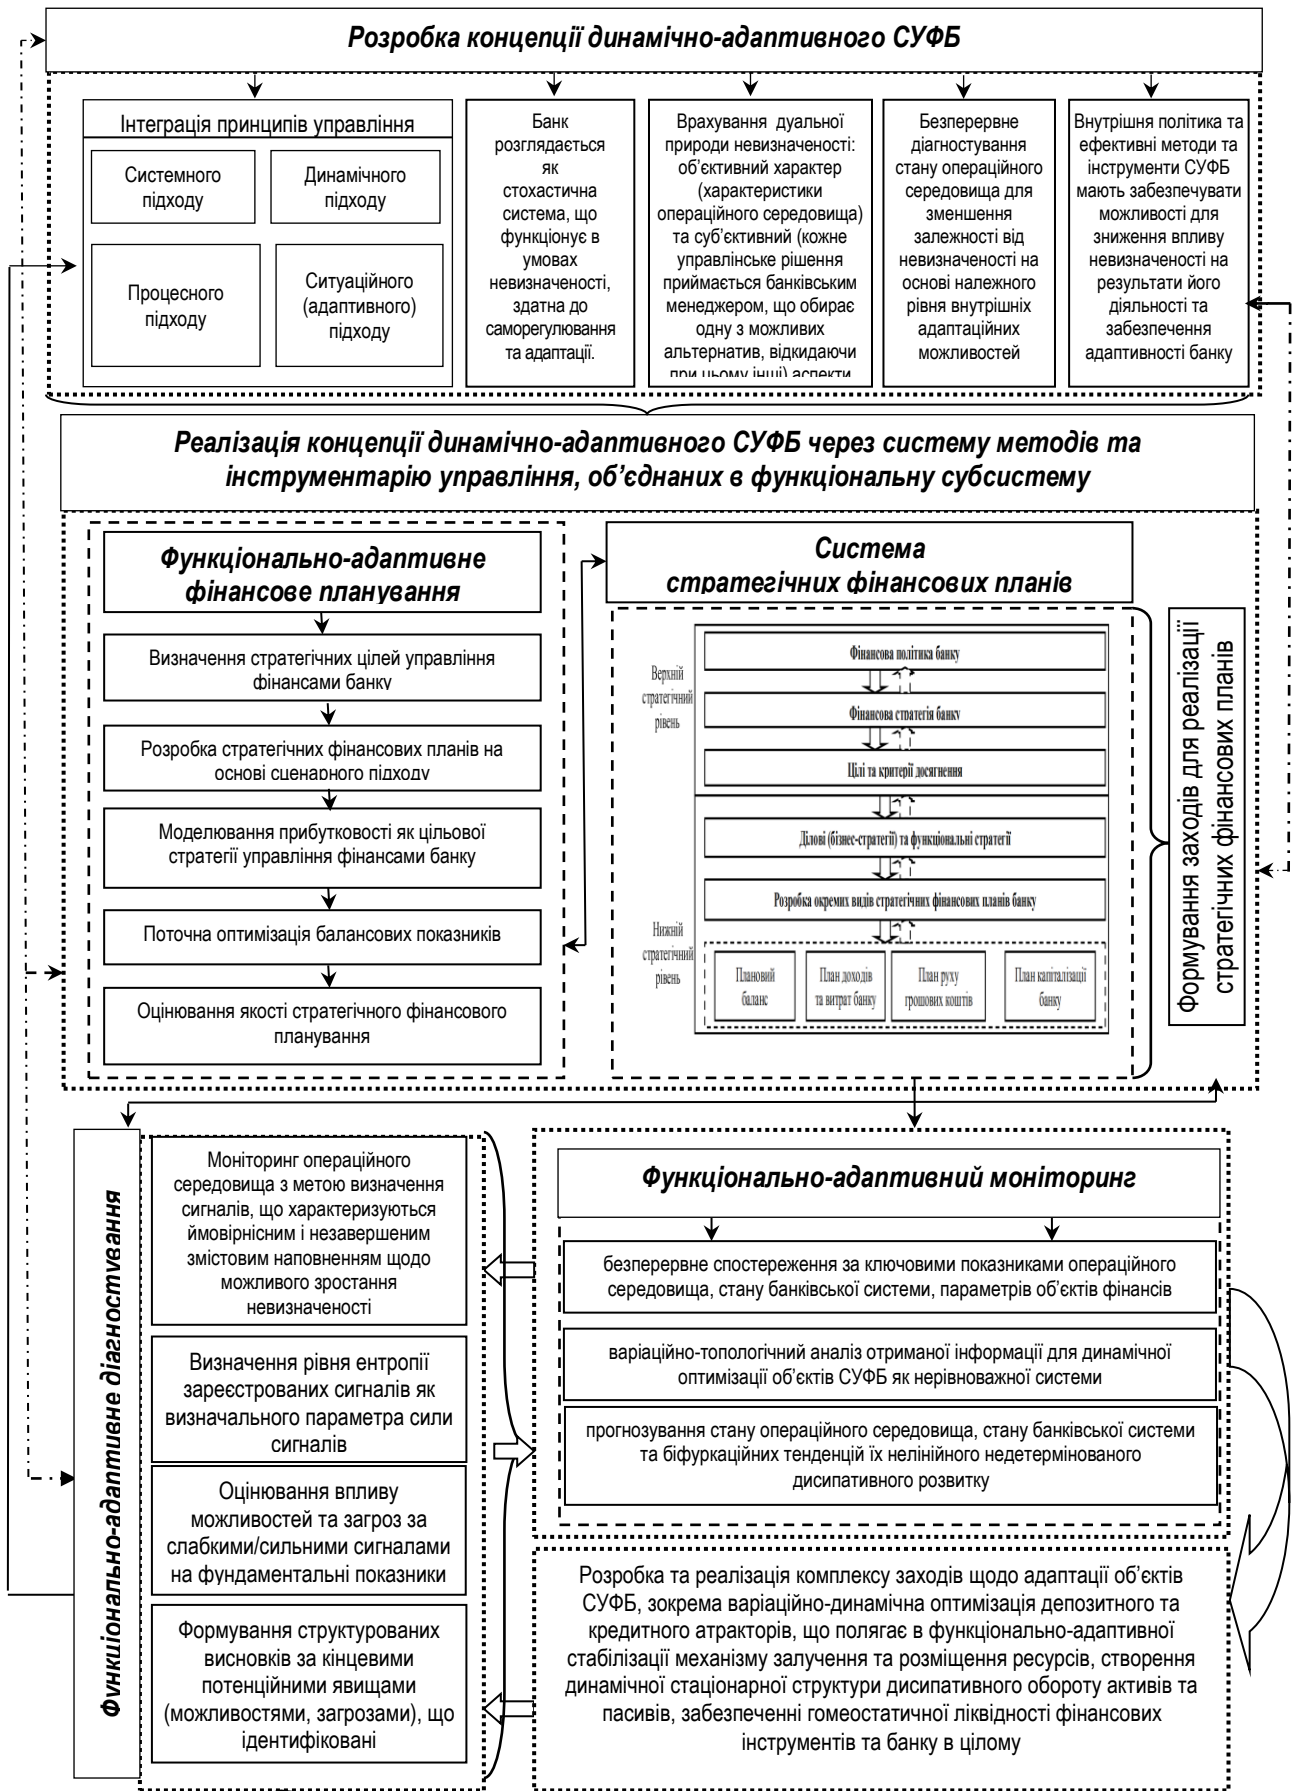 Розробка концепції динамічно-адаптивного СУФБ
Інтеграція принципів управління
Системного
підходу
Динамічного
підходу
Процесного
підходу
Ситуаційного
(адаптивного)
підходу
Банк
розглядається
як
стохастична
система, що
функціонує в
умовах
невизначеності,
здатна до
саморегулювання
та адаптації.
Врахування дуальної
природи невизначеності:
об’єктивний характер
(характеристики
операційного середовища)
та суб’єктивний (кожне
управлінське рішення
приймається банківським
менеджером, що обирає
одну з можливих
альтернатив, відкидаючи
при цьому інші) аспекти
Безперервне
діагностування
стану операційного
середовища для
зменшення
залежності від
невизначеності на
основі належного
рівня внутрішніх
адаптаційних
можливостей
Внутрішня політика та
ефективні методи та
інструменти СУФБ
мають забезпечувати
можливості для
зниження впливу
невизначеності на
результати його
діяльності та
забезпечення
адаптивності банку
Реалізація концепції динамічно-адаптивного СУФБ через систему методів та
інструментарію управління, об’єднаних в функціональну субсистему
Функціонально-адаптивне
фінансове планування
Визначення стратегічних цілей управління
фінансами банку
Розробка стратегічних фінансових планів на
основі сценарного підходу
Моделювання прибутковості як цільової
стратегії управління фінансами банку
Поточна оптимізація балансових показників
Оцінювання якості стратегічного фінансового
планування
Система
стратегічних фінансових планів
Верхній
стратегічний
рівень
Фінансова політика банку
Фінансова стратегія банку
Цілі та критерії досягнення
Ділові (бізнес-стратегії) та функціональні стратегії
Розробка окремих видів стратегічних фінансових планів банку
Нижній
стратегічний
рівень
Плановий
баланс
План доходів
та витрат банку
План руху
грошових коштів
План капіталізації
банку
Формування заходів для реалізації
стратегічних фінансових планів
Функціонально-адаптивне діагностування
Моніторинг операційного
середовища з метою визначення
сигналів, що характеризуються
ймовірнісним і незавершеним
змістовим наповненням щодо
можливого зростання
невизначеності
Визначення рівня ентропії
зареєстрованих сигналів як
визначального параметра сили
сигналів
Оцінювання впливу
можливостей та загроз за
слабкими/сильними сигналами
на фундаментальні показники
Формування структурованих
висновків за кінцевими
потенційними явищами
(можливостями, загрозами), що
ідентифіковані
Функціонально-адаптивний моніторинг
безперервне спостереження за ключовими показниками операційного
середовища, стану банківської системи, параметрів об’єктів фінансів
варіаційно-топологічний аналіз отриманої інформації для динамічної
оптимізації об’єктів СУФБ як нерівноважної системи
прогнозування стану операційного середовища, стану банківської системи
та біфуркаційних тенденцій їх нелінійного недетермінованого
дисипативного розвитку
Розробка та реалізація комплексу заходів щодо адаптації об’єктів
СУФБ, зокрема варіаційно-динамічна оптимізація депозитного та
кредитного атракторів, що полягає в функціонально-адаптивної
стабілізації механізму залучення та розміщення ресурсів, створення
динамічної стаціонарної структури дисипативного обороту активів та
пасивів, забезпеченні гомеостатичної ліквідності фінансових
інструментів та банку в цілому